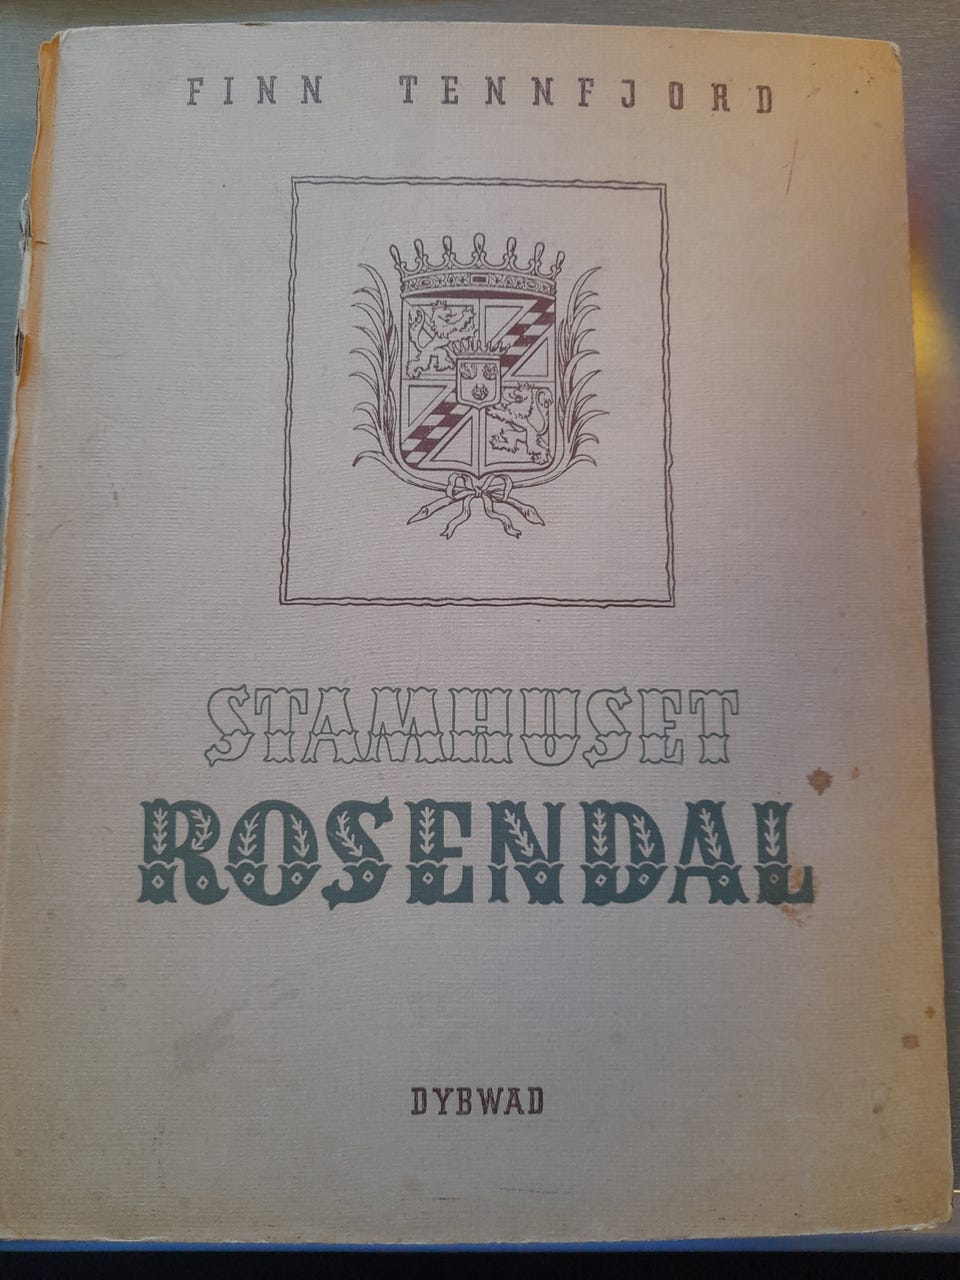 FINN TENNFJORD
STAMHUSET
ROSENDAL
DYBWAD